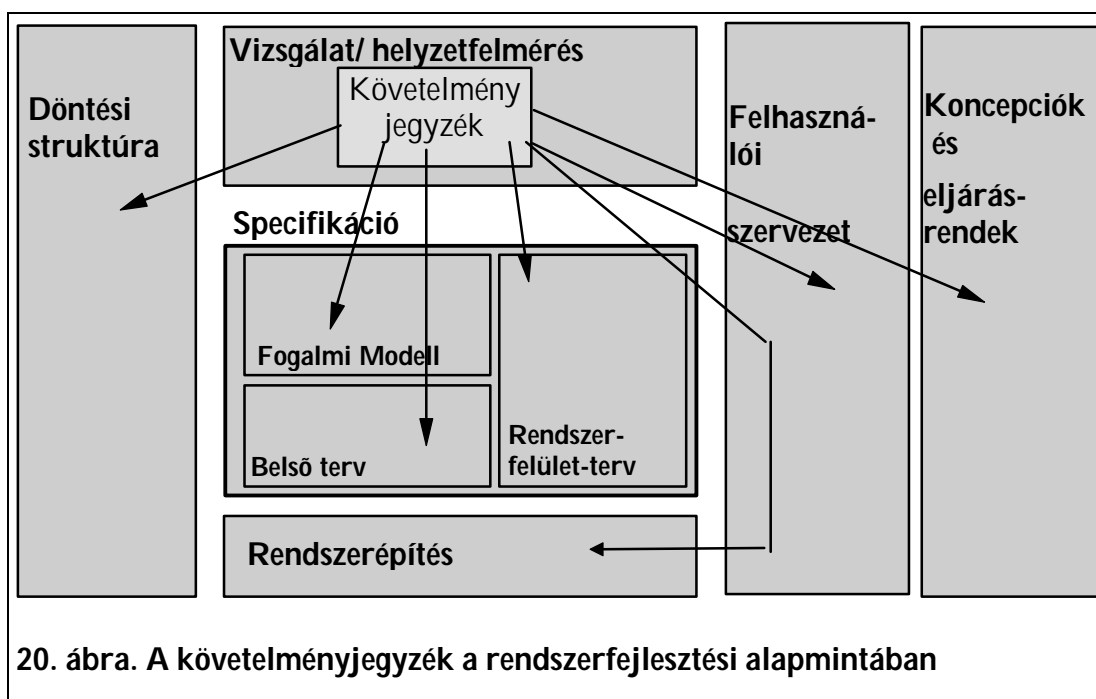 Döntési
struktúra
Vizsgálat/ helyzetfelmérés
Követelmény
jegyzék
Specifikáció
Fogalmi Modell
Belsõ terv
Rendszer-
felület-terv
Rendszerépítés
Felhaszná-
lói
szervezet
Koncepciók
és
eljárás-
rendek
20. ábra. A követelményjegyzék a rendszerfejlesztési alapmintában